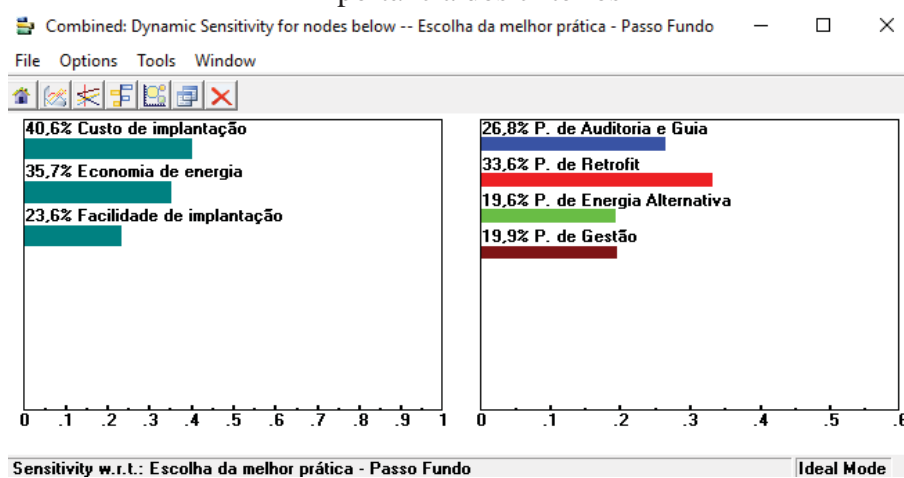 Combined: Dynamic Sensitivity for nodes below -- Escolha da melhor prática - Passo Fundo
File Options Tools Window
40,6% Custo de implantação
35,7% Economia de energia
23,6% Facilidade de implantação
0 .1 .2 .3 .4 .5 .6 .7 .8 .9 1
26,8% P. de Auditoria e Guia
33,6% P. de Retrofit
19,6% P. de Energia Alternativa
19,9% P. de Gestão
0 .1 .2 .3 .4 .5 .6
Sensitivity w.r.t.: Escolha da melhor prática - Passo Fundo
Ideal Mode